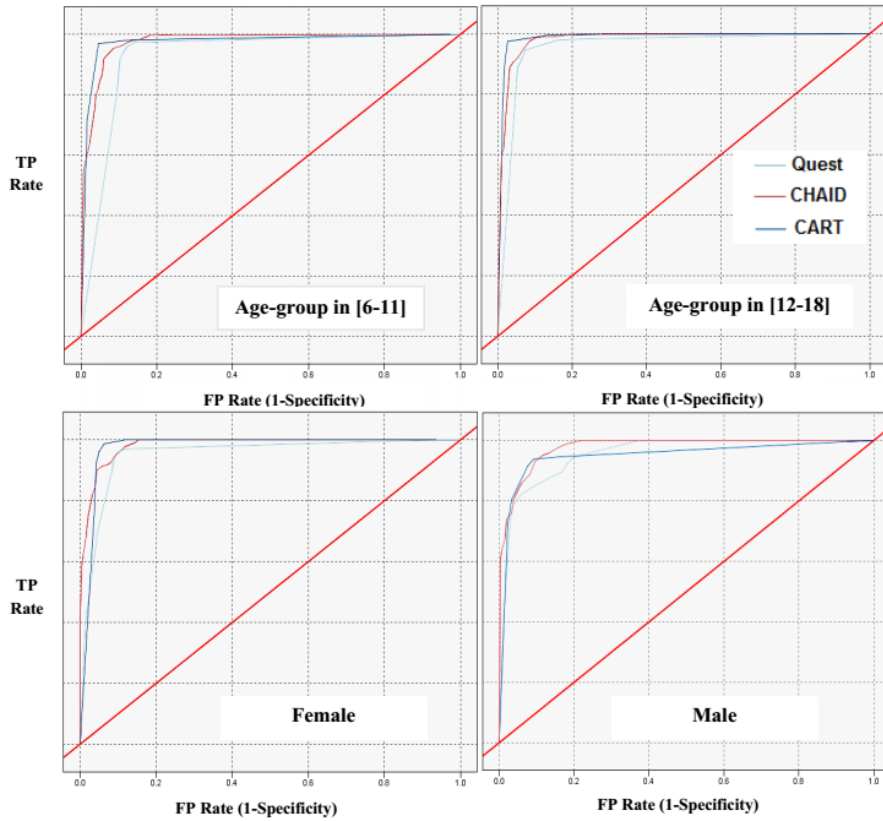 TP
Rate
Quest
CHAID
CART
Age-group in [6-11]
Age-group in [12-18]
0.0 0.2 0.4 0.6 0.8 1.0
0.0 0.2 0.4 0.6 0.8 1.0
FP Rate (1-Specificity)
FP Rate (1-Specificity)
TP
Rate
Female
Male
0.0 0.2 0.4 0.6 0.8 1.0
0.0 0.2 0.4 0.6 0.8 1.0
FP Rate (1-Specificity)
FP Rate (1-Specificity)